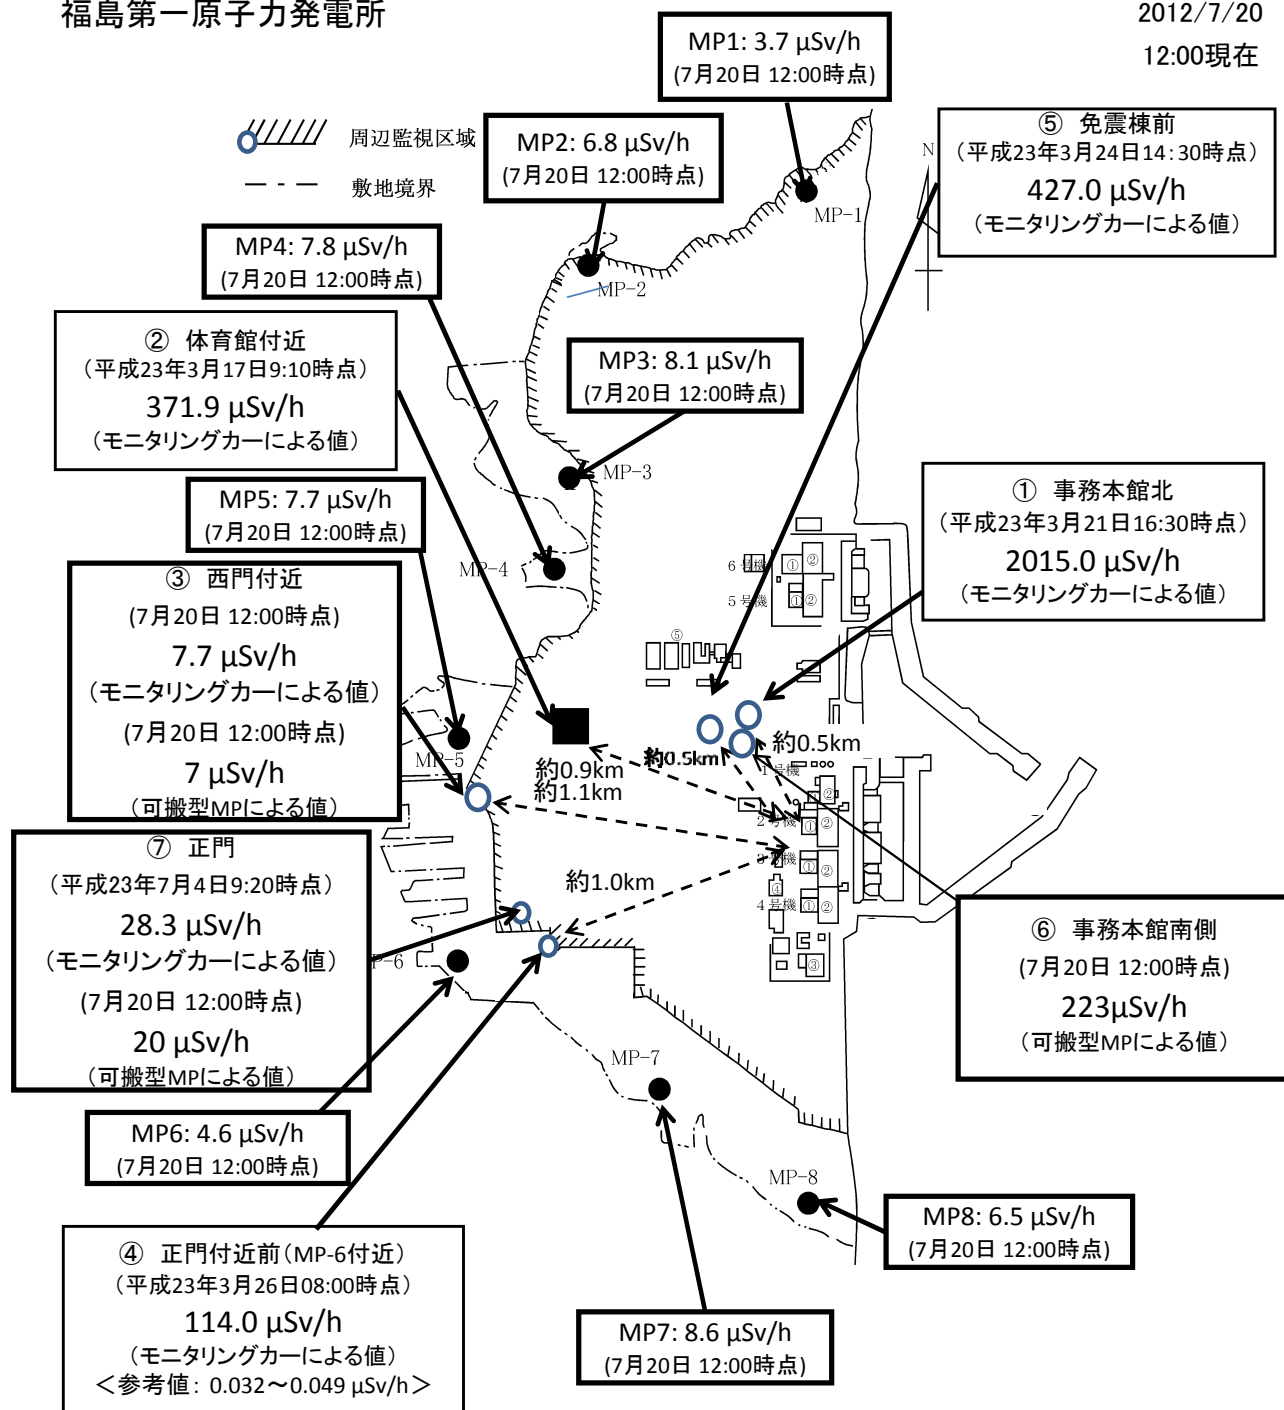 福島第一原子力発電所
2012/7/20
12:00現在
MP1: 3.7 μSv/h
(7月20日 12:00時点)
周辺監視区域
敷地境界
MP2: 6.8 μSv/h
(7月20日 12:00時点)
⑤ 免震棟前
(平成23年3月24日14:30時点)
427.0 μSv/h
(モニタリングカーによる値)
N
MP-1
MP4: 7.8 μSv/h
(7月20日 12:00時点)
MP-2
② 体育館付近
(平成23年3月17日9:10時点)
371.9 μSv/h
(モニタリングカーによる値)
MP3: 8.1 μSv/h
(7月20日 12:00時点)
MP-3
MP5: 7.7 μSv/h
(7月20日 12:00時点)
① 事務本館北
(平成23年3月21日16:30時点)
2015.0 μSv/h
(モニタリングカーによる値)
MP-4
6号機
① ②
5号機
① ②
⑤
③ 西門付近
(7月20日 12:00時点)
7.7 μSv/h
(モニタリングカーによる値)
(7月20日 12:00時点)
7 μSv/h
(可搬型MPによる値)
MP-5
約0.9km
約1.1km
約0.5km
約0.5km
1号機
① ②
2号機
① ②
3号機
① ②
④
4号機
① ②
③
約1.0km
⑦ 正門
(平成23年7月4日9:20時点)
28.3 μSv/h
(モニタリングカーによる値)
(7月20日 12:00時点)
20 μSv/h
(可搬型MPによる値)
P-6
⑥ 事務本館南側
(7月20日 12:00時点)
223μSv/h
(可搬型MPによる値)
MP-7
MP6: 4.6 μSv/h
(7月20日 12:00時点)
MP-8
MP8: 6.5 μSv/h
(7月20日 12:00時点)
④ 正門付近前(MP-6付近)
(平成23年3月26日08:00時点)
114.0 μSv/h
(モニタリングカーによる値)
＜参考値: 0.032～0.049 μSv/h＞
MP7: 8.6 μSv/h
(7月20日 12:00時点)